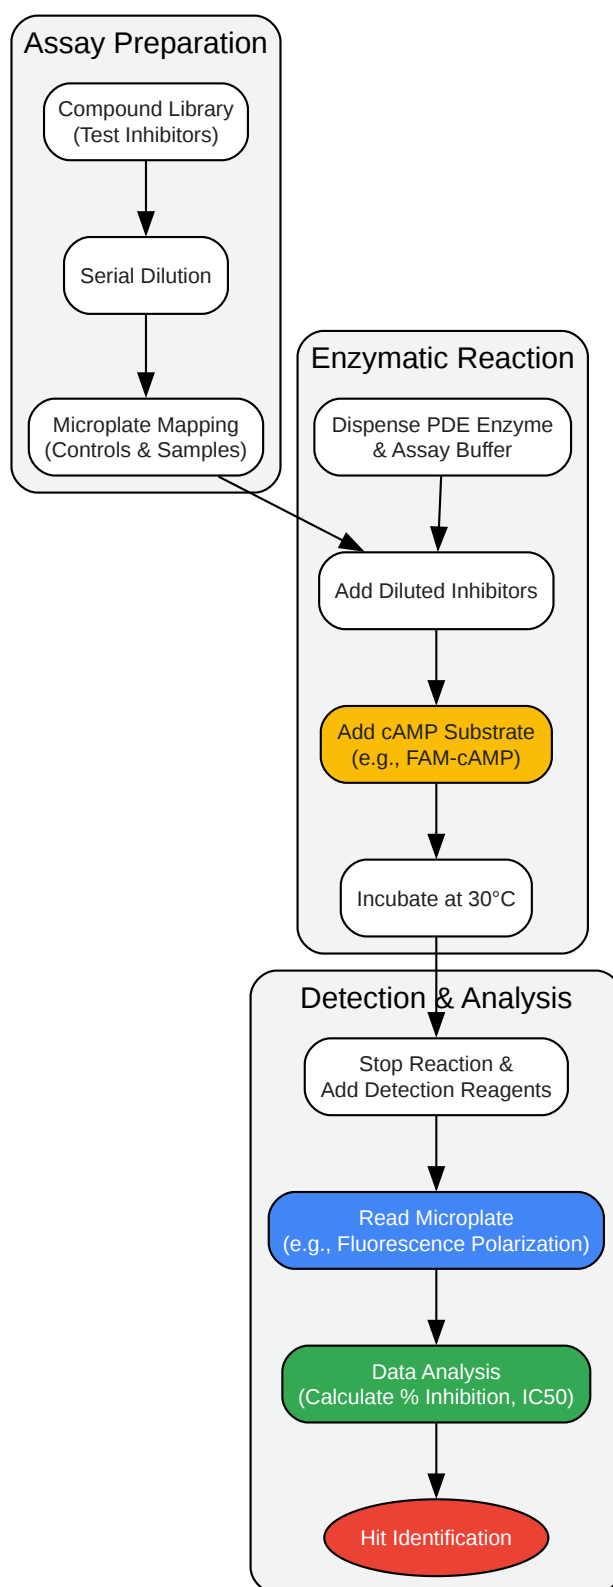 Assay Preparation
Compound Library
(Test Inhibitors)
Serial Dilution
Microplate Mapping
(Controls & Samples)
Enzymatic Reaction
Dispense PDE Enzyme
& Assay Buffer
Add Diluted Inhibitors
Add cAMP Substrate
(e.g., FAM-cAMP)
Incubate at 30°C
Detection & Analysis
Stop Reaction &
Add Detection Reagents
Read Microplate
(e.g., Fluorescence Polarization)
Data Analysis
(Calculate % Inhibition, IC50)
Hit Identification